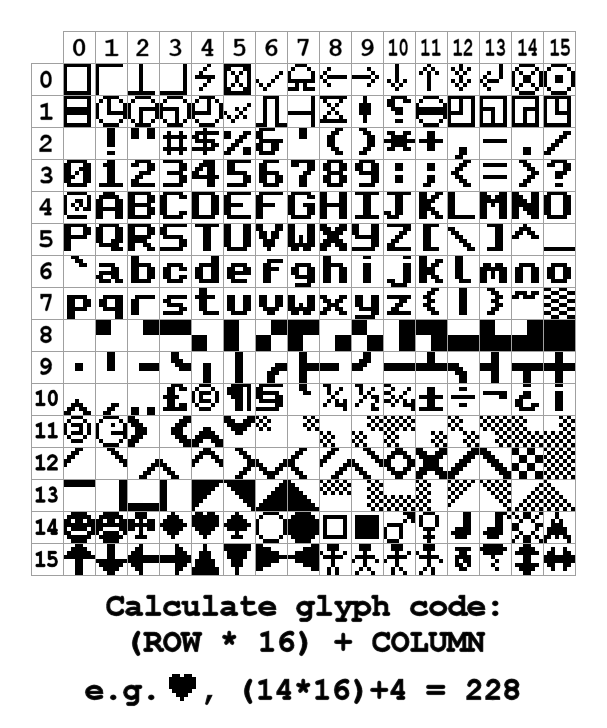 0 1 2 3 4 5 6 7 8 9 10 11 12 13 14 15
0 ← → ↓ ↑
1
2 ! " # $ % & ' ( ) * + , - . /
3 0 1 2 3 4 5 6 7 8 9 : ; < = > ?
4 @ A B C D E F G H I J K L M N O
5 P Q R S T U V W X Y Z [ \ ] ^ _
6 ` a b c d e f g h i j k l m n o
7 p q r s t u v w x y z { | } ~
8
9
10 £ © ¶ § ¼ ½ ¾ ± ÷ ¬ ¿ ¡
11
12
13
14
15
Calculate glyph code:
(ROW * 16) + COLUMN
e.g. ♥, (14*16)+4 = 228